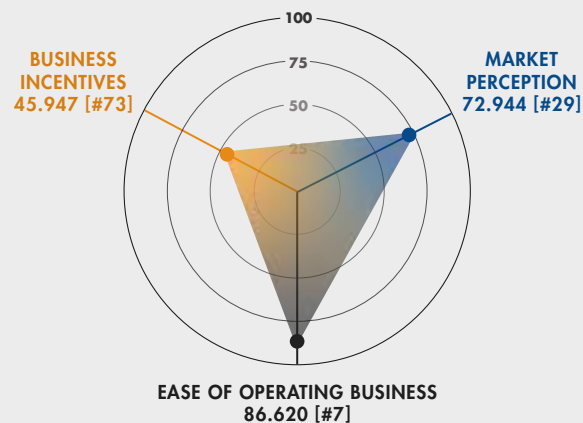 100
75
50
25
BUSINESS
INCENTIVES
45.947 [#73]
MARKET
PERCEPTION
72.944 [#29]
EASE OF OPERATING BUSINESS
86.620 [#7]